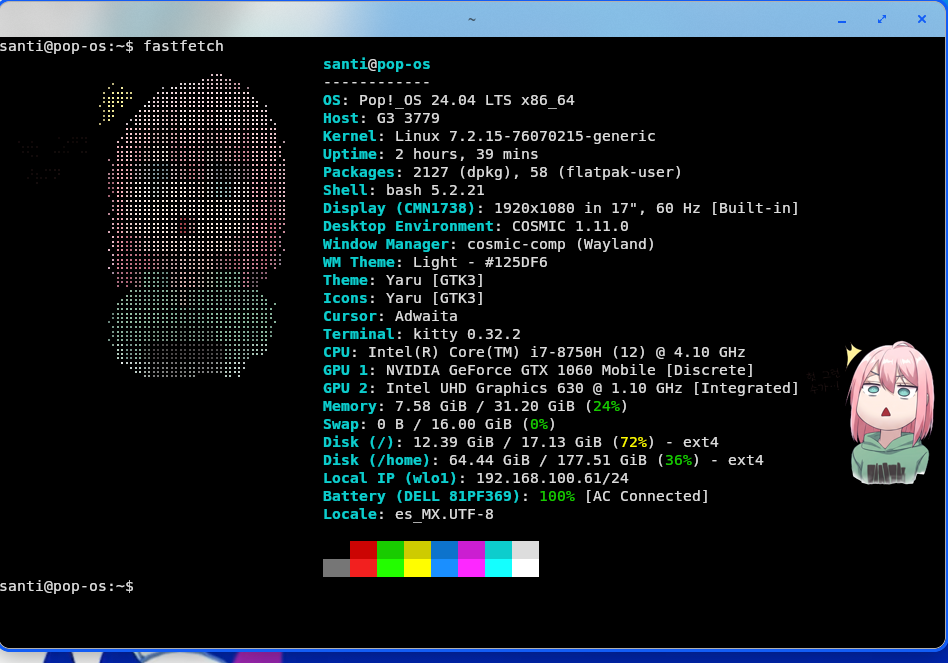 ~
santi@pop-os:~$ fastfetch
santi@pop-os
------------
OS: Pop!_OS 24.04 LTS x86_64
Host: G3 3779
Kernel: Linux 7.2.15-76070215-generic
Uptime: 2 hours, 39 mins
Packages: 2127 (dpkg), 58 (flatpak-user)
Shell: bash 5.2.21
Display (CMN1738): 1920x1080 in 17", 60 Hz [Built-in]
Desktop Environment: COSMIC 1.11.0
Window Manager: cosmic-comp (Wayland)
WM Theme: Light - #125DF6
Theme: Yaru [GTK3]
Icons: Yaru [GTK3]
Cursor: Adwaita
Terminal: kitty 0.32.2
CPU: Intel(R) Core(TM) i7-8750H (12) @ 4.10 GHz
GPU 1: NVIDIA GeForce GTX 1060 Mobile [Discrete]
GPU 2: Intel UHD Graphics 630 @ 1.10 GHz [Integrated]
Memory: 7.58 GiB / 31.20 GiB (24%)
Swap: 0 B / 16.00 GiB (0%)
Disk (/): 12.39 GiB / 17.13 GiB (72%) - ext4
Disk (/home): 64.44 GiB / 177.51 GiB (36%) - ext4
Local IP (wlo1): 192.168.100.61/24
Battery (DELL 81PF369): 100% [AC Connected]
Locale: es_MX.UTF-8
santi@pop-os:~$